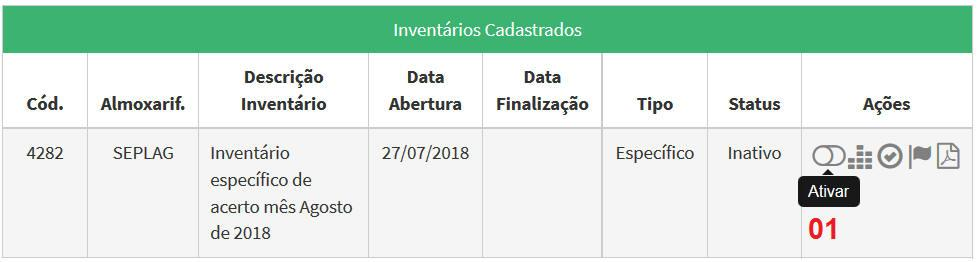 Inventários Cadastrados
Cód. Almoxarif. Descrição Inventário Data Abertura Data Finalização Tipo Status Ações
4282 SEPLAG Inventário 27/07/2018 Específico Inativo
específico de
acerto mês Agosto
de 2018
Ativar
01